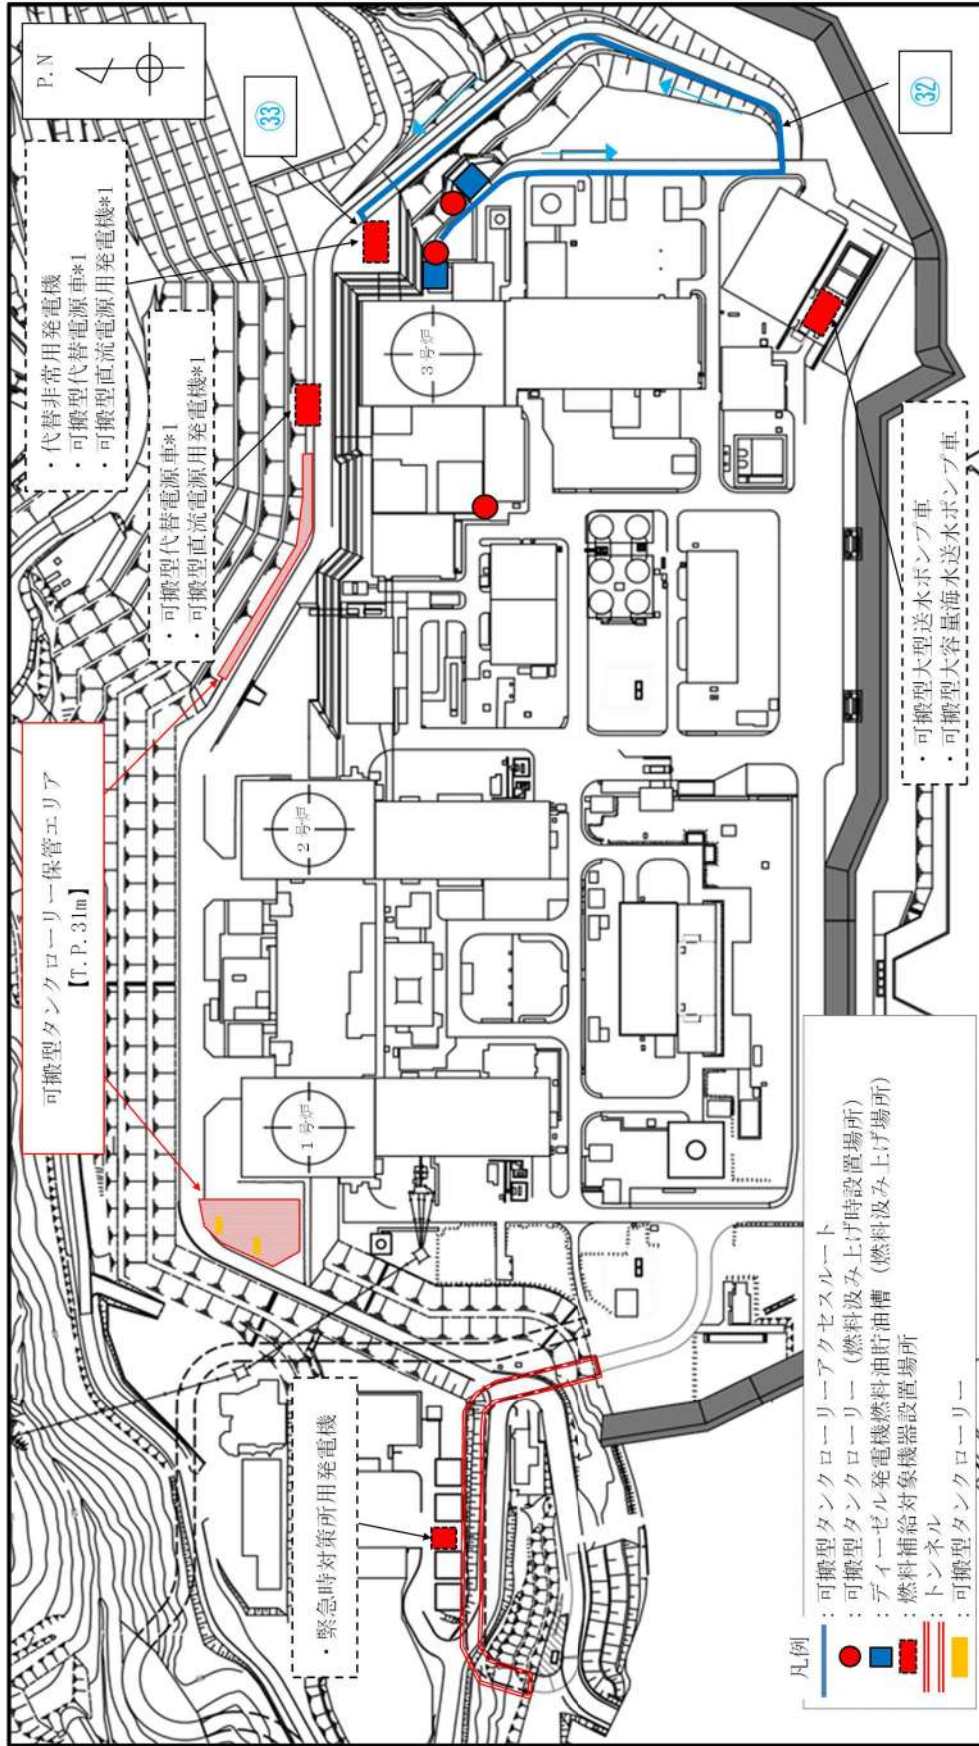 P.N
・代替非常用発電機
・可搬型代替電源車*1
・可搬型直流電源用発電機*1
㉝
・可搬型代替電源車*1
・可搬型直流電源用発電機*1
可搬型タンクローリー保管エリア
【T.P.31m】
㉜
3号炉
2号炉
1号炉
・緊急時対策所用発電機
・可搬型大型送水ポンプ車
・可搬型大容量海水送水ポンプ車
凡例
：可搬型タンクローリーアクセスルート
：可搬型タンクローリー（燃料汲み上げ時設置場所）
：ディーゼル発電機燃料油貯油槽（燃料汲み上げ場所）
：燃料補給対象機器設置場所
：トンネル
：可搬型タンクローリー